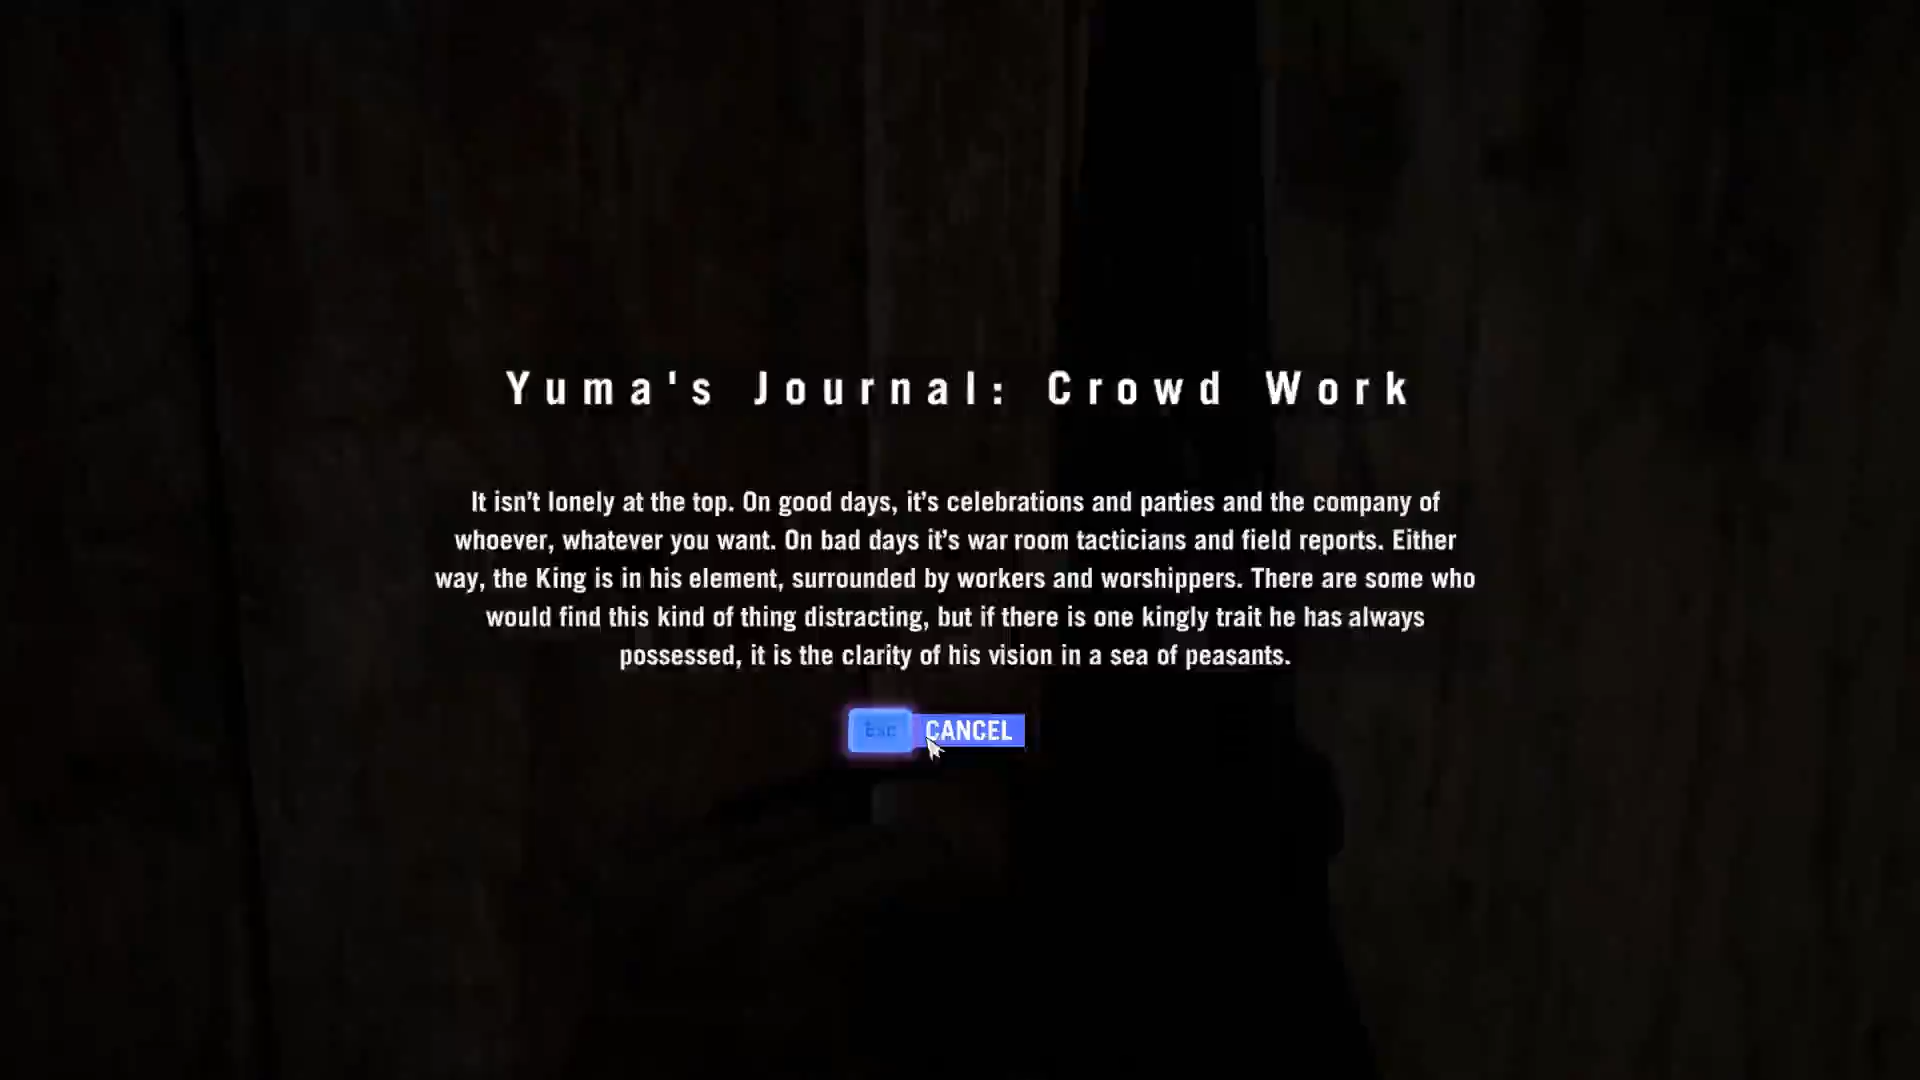 Yuma's Journal: Crowd Work
It isn’t lonely at the top. On good days, it’s celebrations and parties and the company of
whoever, whatever you want. On bad days it’s war room tacticians and field reports. Either
way, the King is in his element, surrounded by workers and worshippers. There are some who
would find this kind of thing distracting, but if there is one kingly trait he has always
possessed, it is the clarity of his vision in a sea of peasants.
Esc CANCEL